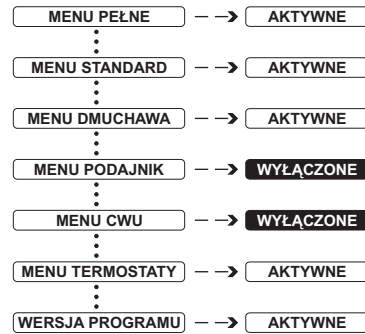 MENU PEŁNE AKTYWNE
MENU STANDARD AKTYWNE
MENU DMUCHAWA AKTYWNE
MENU PODAJNIK WYŁĄCZONE
MENU CWU WYŁĄCZONE
MENU TERMOSTATY AKTYWNE
WERSJA PROGRAMU AKTYWNE